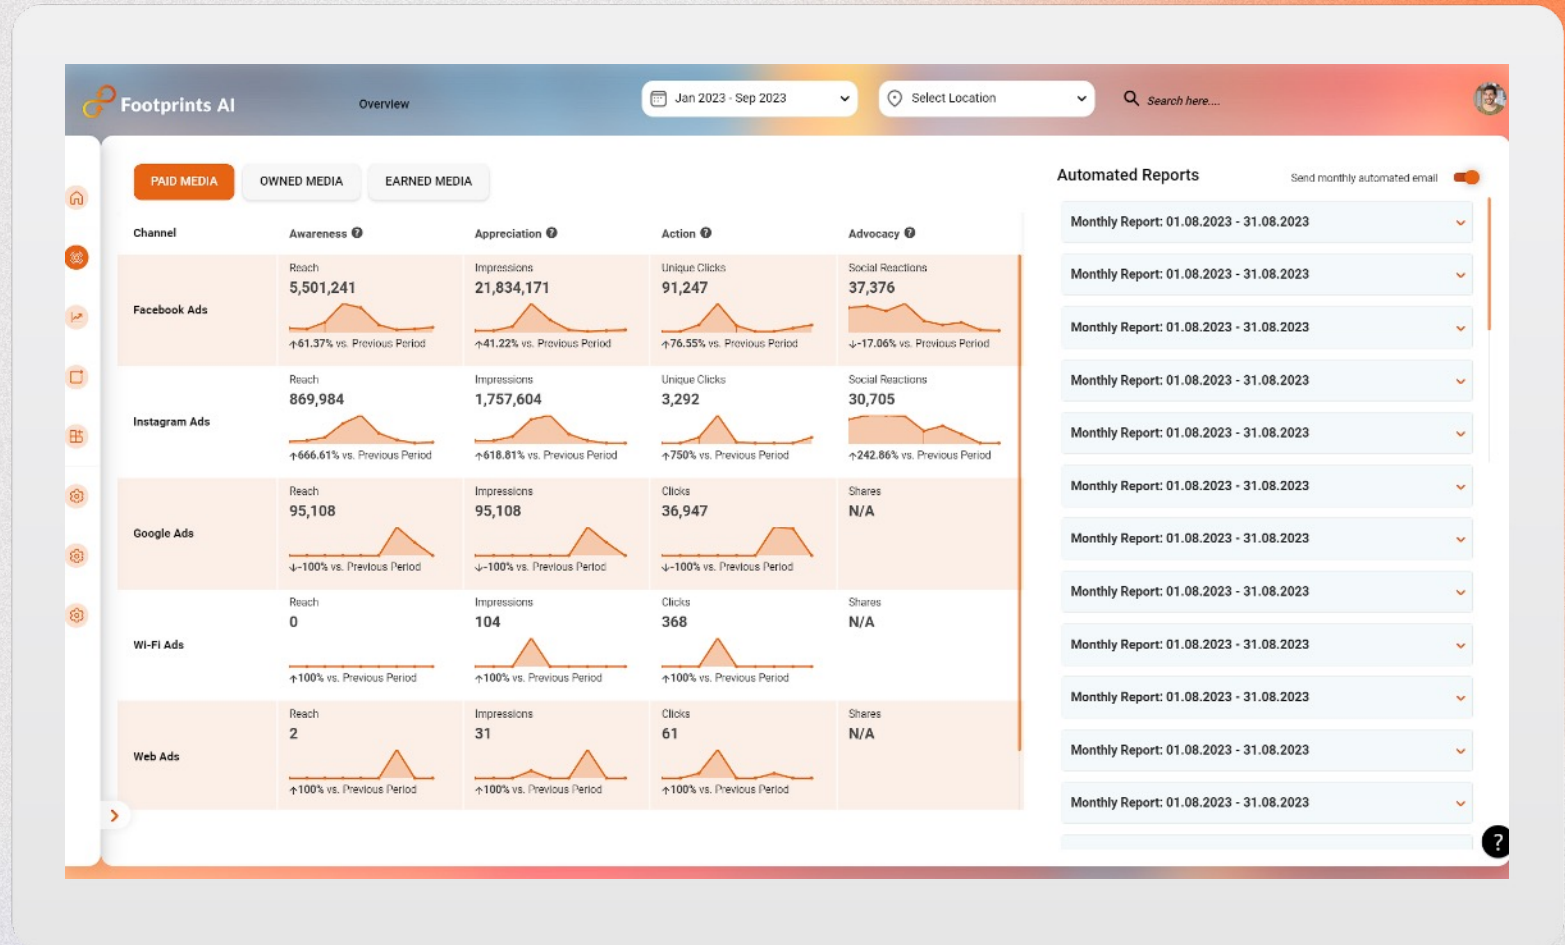 Footprints AI
Overview
Jan 2023 - Sep 2023
Select Location
Search here....
PAID MEDIA
OWNED MEDIA
EARNED MEDIA
Channel
Awareness ?
Appreciation ?
Action ?
Advocacy ?
Facebook Ads
Reach
5,501,241
↑61.37% vs. Previous Period
Impressions
21,834,171
↑41.22% vs. Previous Period
Unique Clicks
91,247
↑76.55% vs. Previous Period
Social Reactions
37,376
↓-17.06% vs. Previous Period
Instagram Ads
Reach
869,984
↑666.61% vs. Previous Period
Impressions
1,757,604
↑618.81% vs. Previous Period
Unique Clicks
3,292
↑750% vs. Previous Period
Social Reactions
30,705
↑242.86% vs. Previous Period
Google Ads
Reach
95,108
↓-100% vs. Previous Period
Impressions
95,108
↓-100% vs. Previous Period
Clicks
36,947
↓-100% vs. Previous Period
Shares
N/A
Wi-Fi Ads
Reach
0
↑100% vs. Previous Period
Impressions
104
↑100% vs. Previous Period
Clicks
368
↑100% vs. Previous Period
Shares
N/A
Web Ads
Reach
2
↑100% vs. Previous Period
Impressions
31
↑100% vs. Previous Period
Clicks
61
↑100% vs. Previous Period
Shares
N/A
Automated Reports
Send monthly automated email
Monthly Report: 01.08.2023 - 31.08.2023
Monthly Report: 01.08.2023 - 31.08.2023
Monthly Report: 01.08.2023 - 31.08.2023
Monthly Report: 01.08.2023 - 31.08.2023
Monthly Report: 01.08.2023 - 31.08.2023
Monthly Report: 01.08.2023 - 31.08.2023
Monthly Report: 01.08.2023 - 31.08.2023
Monthly Report: 01.08.2023 - 31.08.2023
Monthly Report: 01.08.2023 - 31.08.2023
Monthly Report: 01.08.2023 - 31.08.2023
Monthly Report: 01.08.2023 - 31.08.2023
Monthly Report: 01.08.2023 - 31.08.2023
?